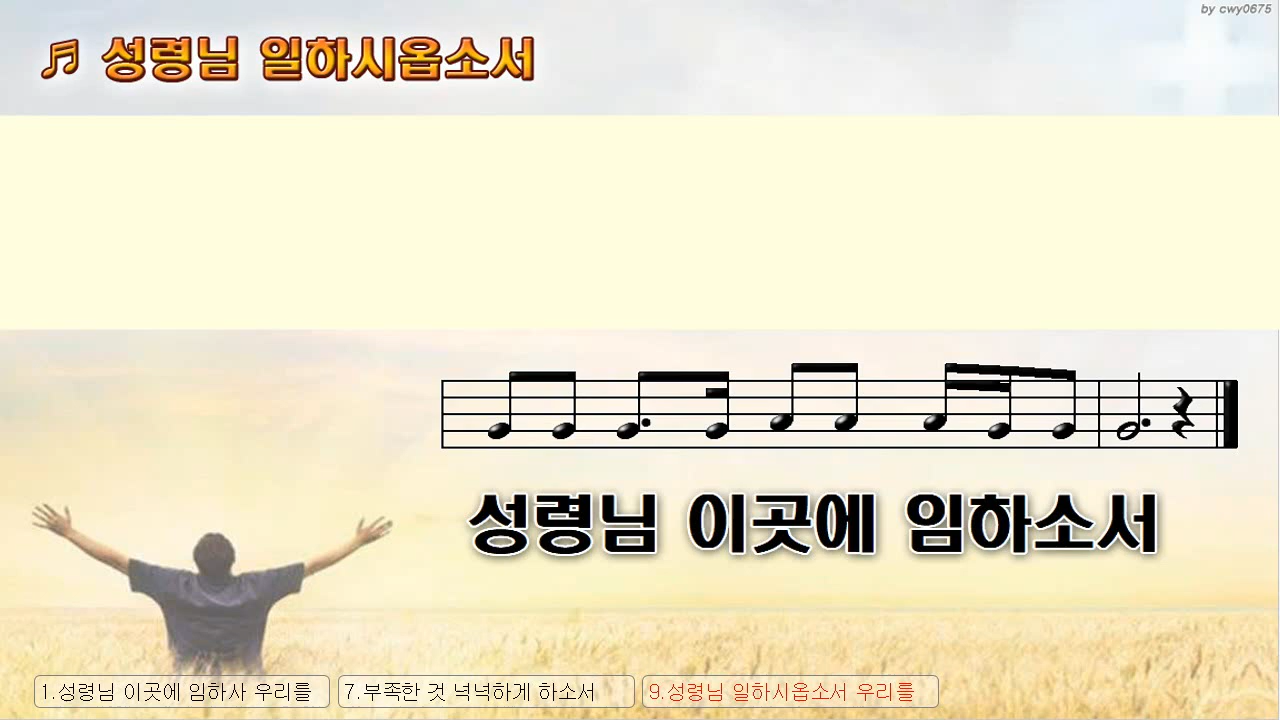 by cwy0675
♬ 성령님 일하시옵소서
성령님 이곳에 임하소서
1.성령님 이곳에 임하사 우리를
7.부족한 것 넉넉하게 하소서
9.성령님 일하시옵소서 우리를